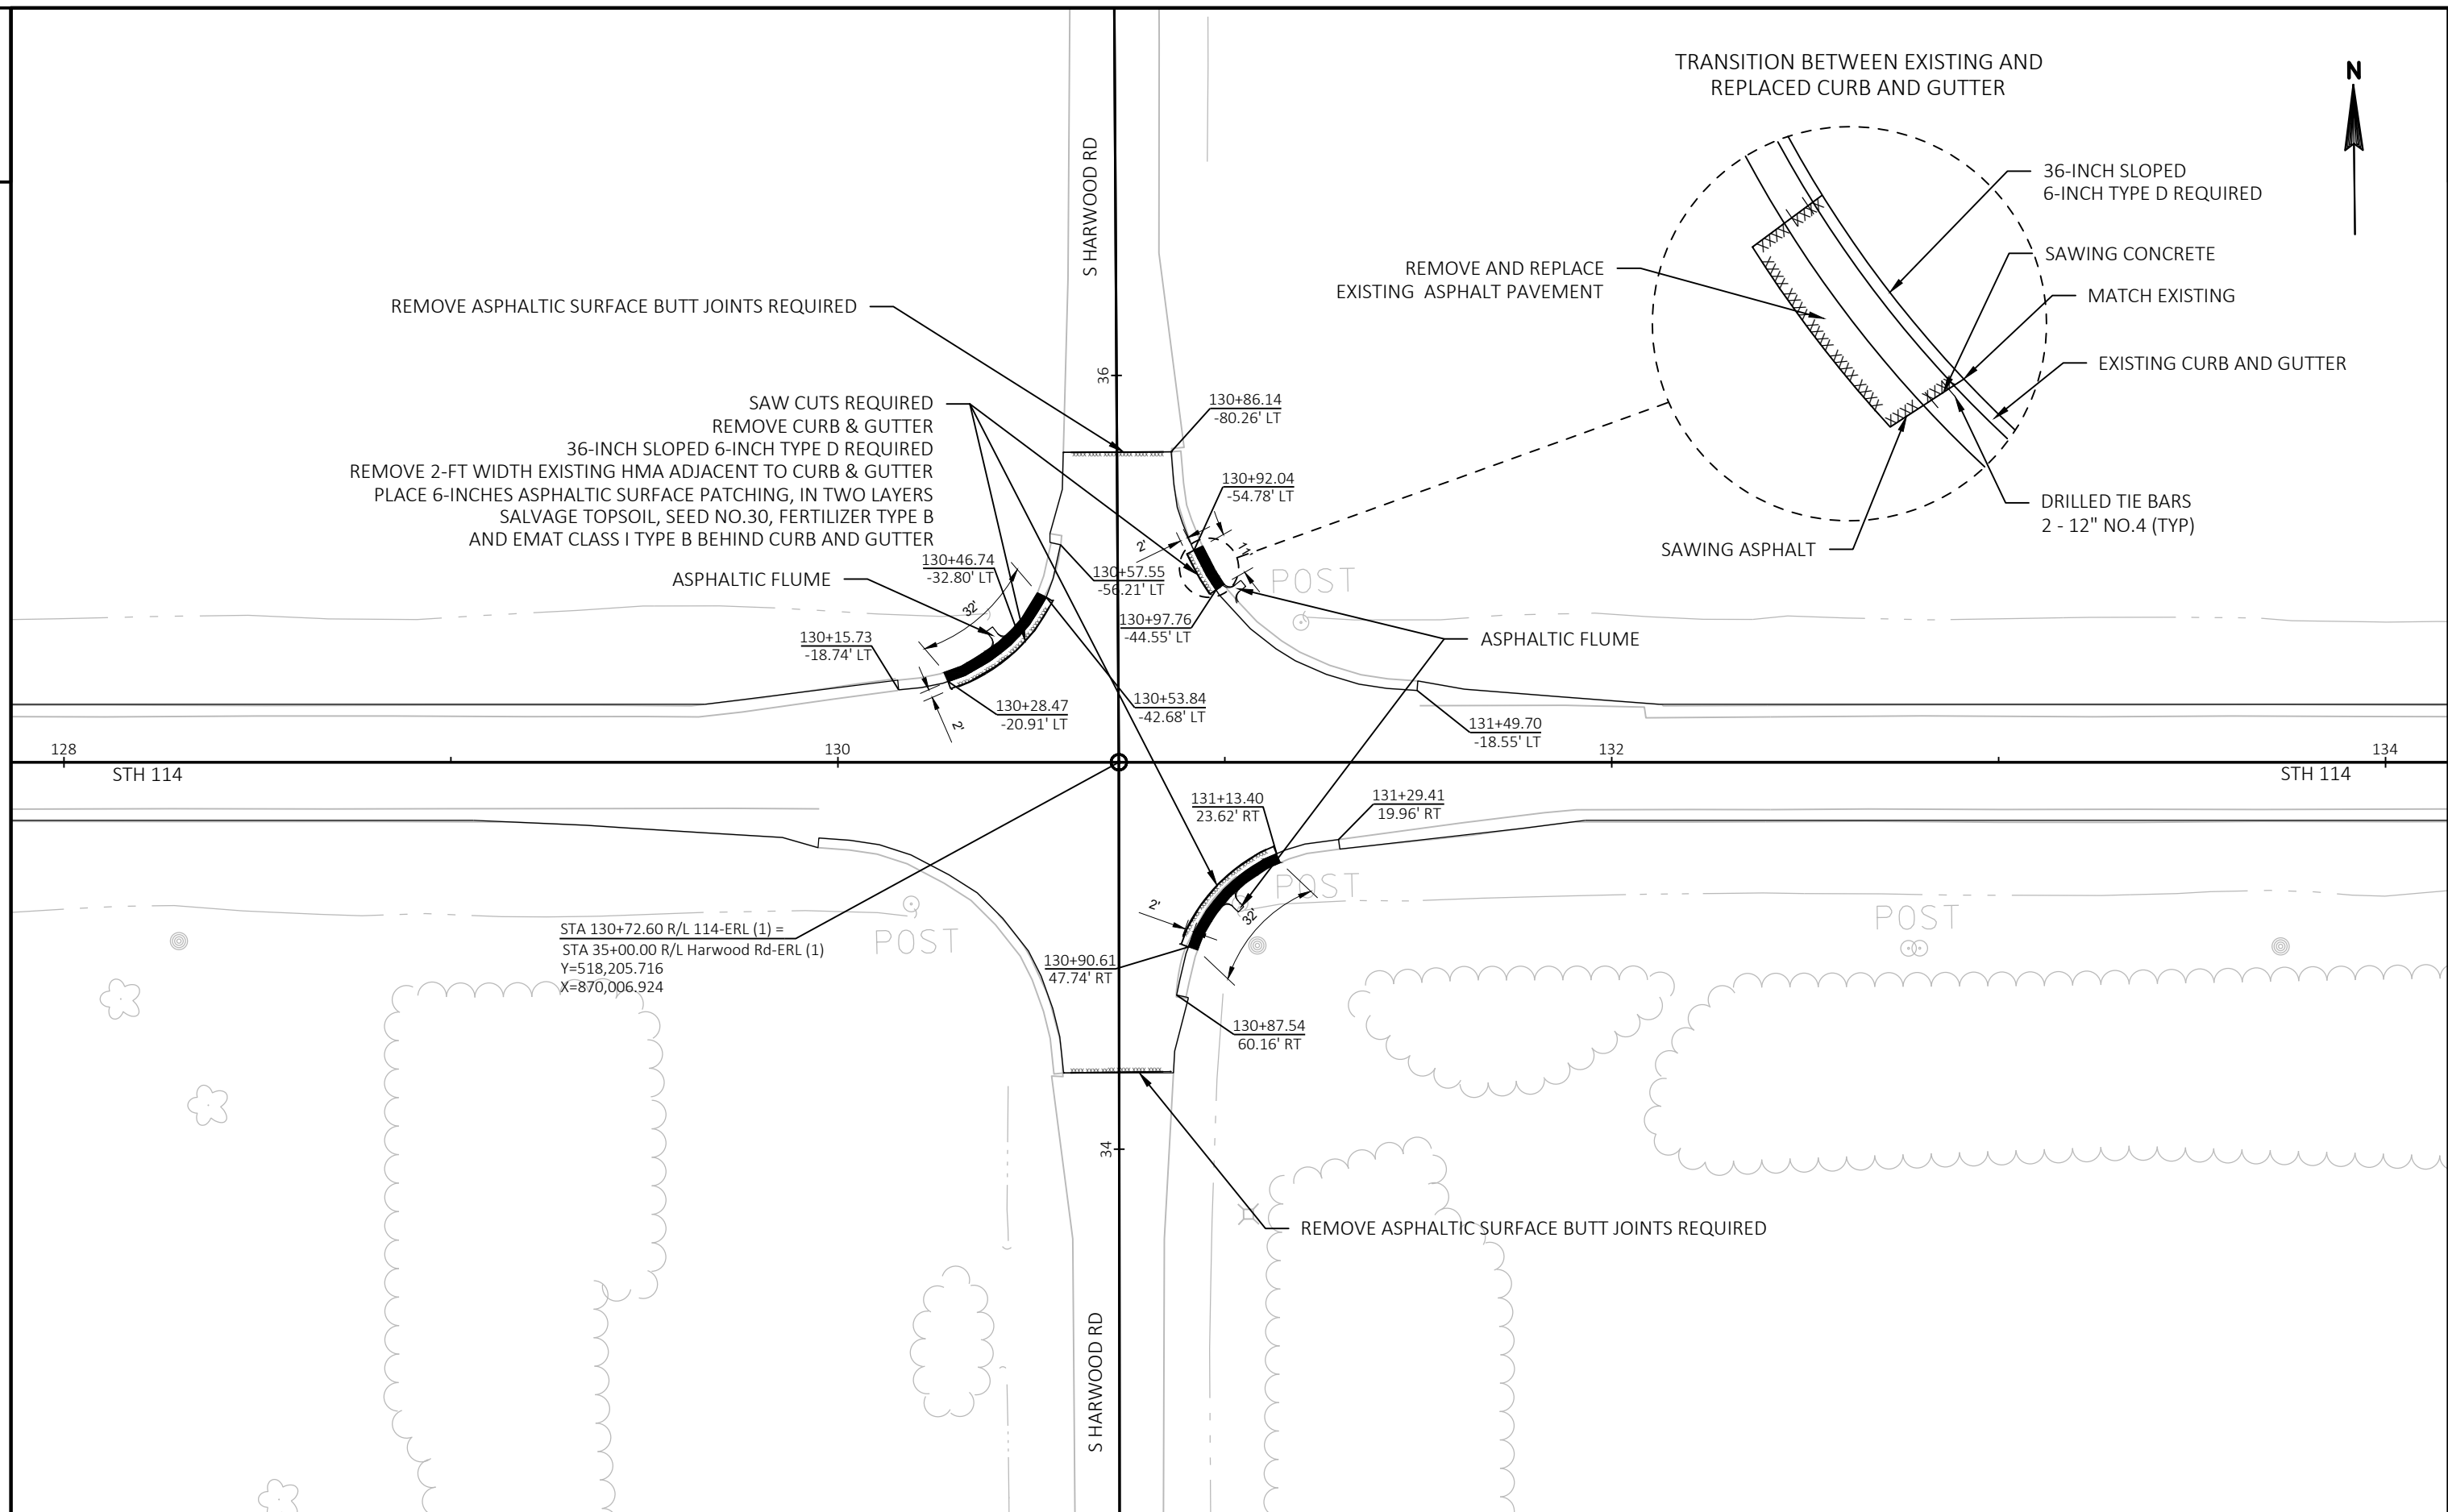 TRANSITION BETWEEN EXISTING AND
REPLACED CURB AND GUTTER
N
36-INCH SLOPED
6-INCH TYPE D REQUIRED
SAWING CONCRETE
MATCH EXISTING
EXISTING CURB AND GUTTER
REMOVE AND REPLACE
EXISTING ASPHALT PAVEMENT
DRILLED TIE BARS
2 - 12" NO.4 (TYP)
SAWING ASPHALT
S HARWOOD RD
REMOVE ASPHALTIC SURFACE BUTT JOINTS REQUIRED
36
SAW CUTS REQUIRED
REMOVE CURB & GUTTER
36-INCH SLOPED 6-INCH TYPE D REQUIRED
REMOVE 2-FT WIDTH EXISTING HMA ADJACENT TO CURB & GUTTER
PLACE 6-INCHES ASPHALTIC SURFACE PATCHING, IN TWO LAYERS
SALVAGE TOPSOIL, SEED NO.30, FERTILIZER TYPE B
AND EMAT CLASS I TYPE B BEHIND CURB AND GUTTER
ASPHALTIC FLUME
130+86.14
-80.26' LT
130+92.04
-54.78' LT
2'
11'
130+46.74
-32.80' LT
130+57.55
-56.21' LT
POST
32'
130+97.76
-44.55' LT
130+15.73
-18.74' LT
ASPHALTIC FLUME
130+28.47
-20.91' LT
130+53.84
-42.68' LT
2'
131+49.70
-18.55' LT
128
130
132
134
STH 114
STH 114
131+13.40
23.62' RT
131+29.41
19.96' RT
POST
2'
32'
POST
POST
STA 130+72.60 R/L 114-ERL (1) =
STA 35+00.00 R/L Harwood Rd-ERL (1)
Y=518,205.716
X=870,006.924
130+90.61
47.74' RT
130+87.54
60.16' RT
34
REMOVE ASPHALTIC SURFACE BUTT JOINTS REQUIRED
S HARWOOD RD